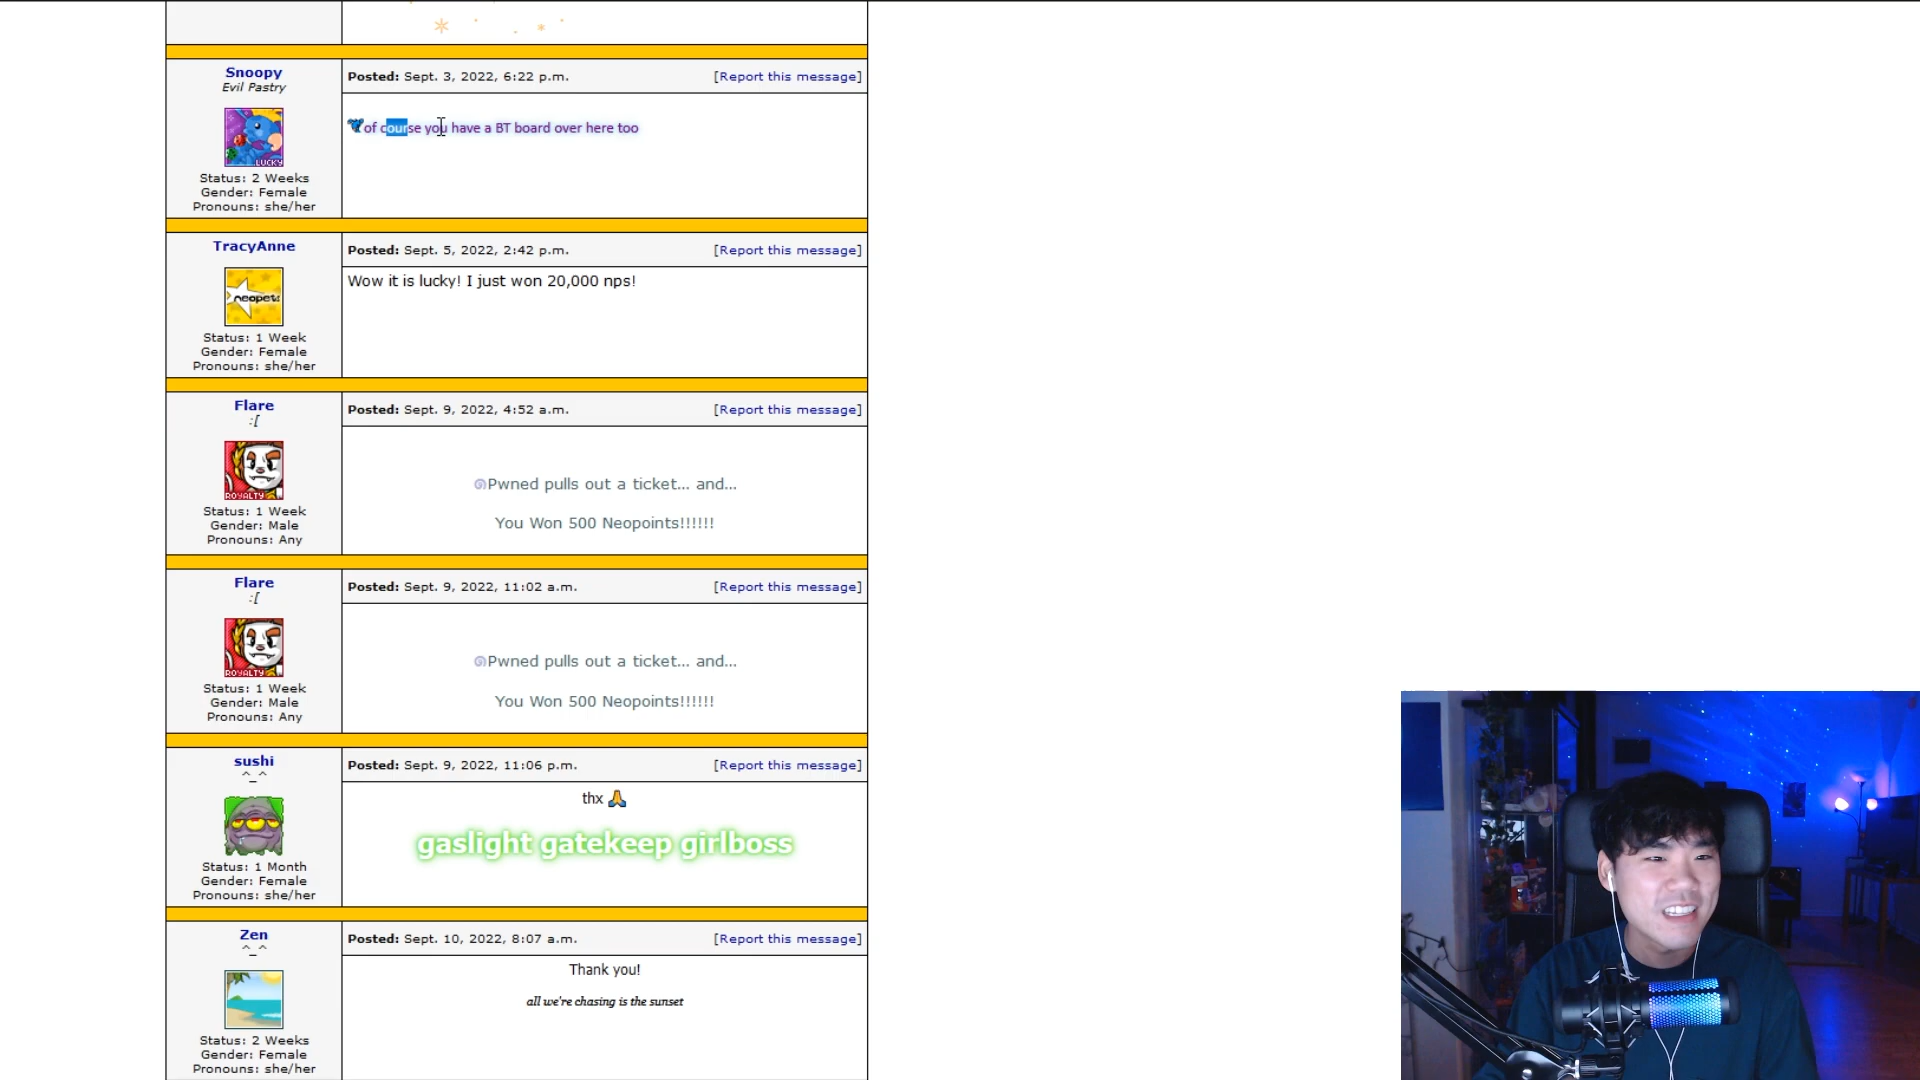 Snoopy
Evil Pastry
LUCKY
Status: 2 Weeks
Gender: Female
Pronouns: she/her
Posted: Sept. 3, 2022, 6:22 p.m. [Report this message]
of course you have a BT board over here too
TracyAnne
neopets
Status: 1 Week
Gender: Female
Pronouns: she/her
Posted: Sept. 5, 2022, 2:42 p.m. [Report this message]
Wow it is lucky! I just won 20,000 nps!
Flare
:[
ROYALTY
Status: 1 Week
Gender: Male
Pronouns: Any
Posted: Sept. 9, 2022, 4:52 a.m. [Report this message]
Pwned pulls out a ticket... and...
You Won 500 Neopoints!!!!!!
Flare
:[
ROYALTY
Status: 1 Week
Gender: Male
Pronouns: Any
Posted: Sept. 9, 2022, 11:02 a.m. [Report this message]
Pwned pulls out a ticket... and...
You Won 500 Neopoints!!!!!!
sushi
^_^
Status: 1 Month
Gender: Female
Pronouns: she/her
Posted: Sept. 9, 2022, 11:06 p.m. [Report this message]
thx 🙏
gaslight gatekeep girlboss
Zen
^_^
Status: 2 Weeks
Gender: Female
Pronouns: she/her
Posted: Sept. 10, 2022, 8:07 a.m. [Report this message]
Thank you!
all we're chasing is the sunset